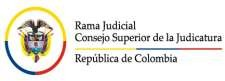 Rama Judicial
Consejo Superior de la Judicatura
República de Colombia